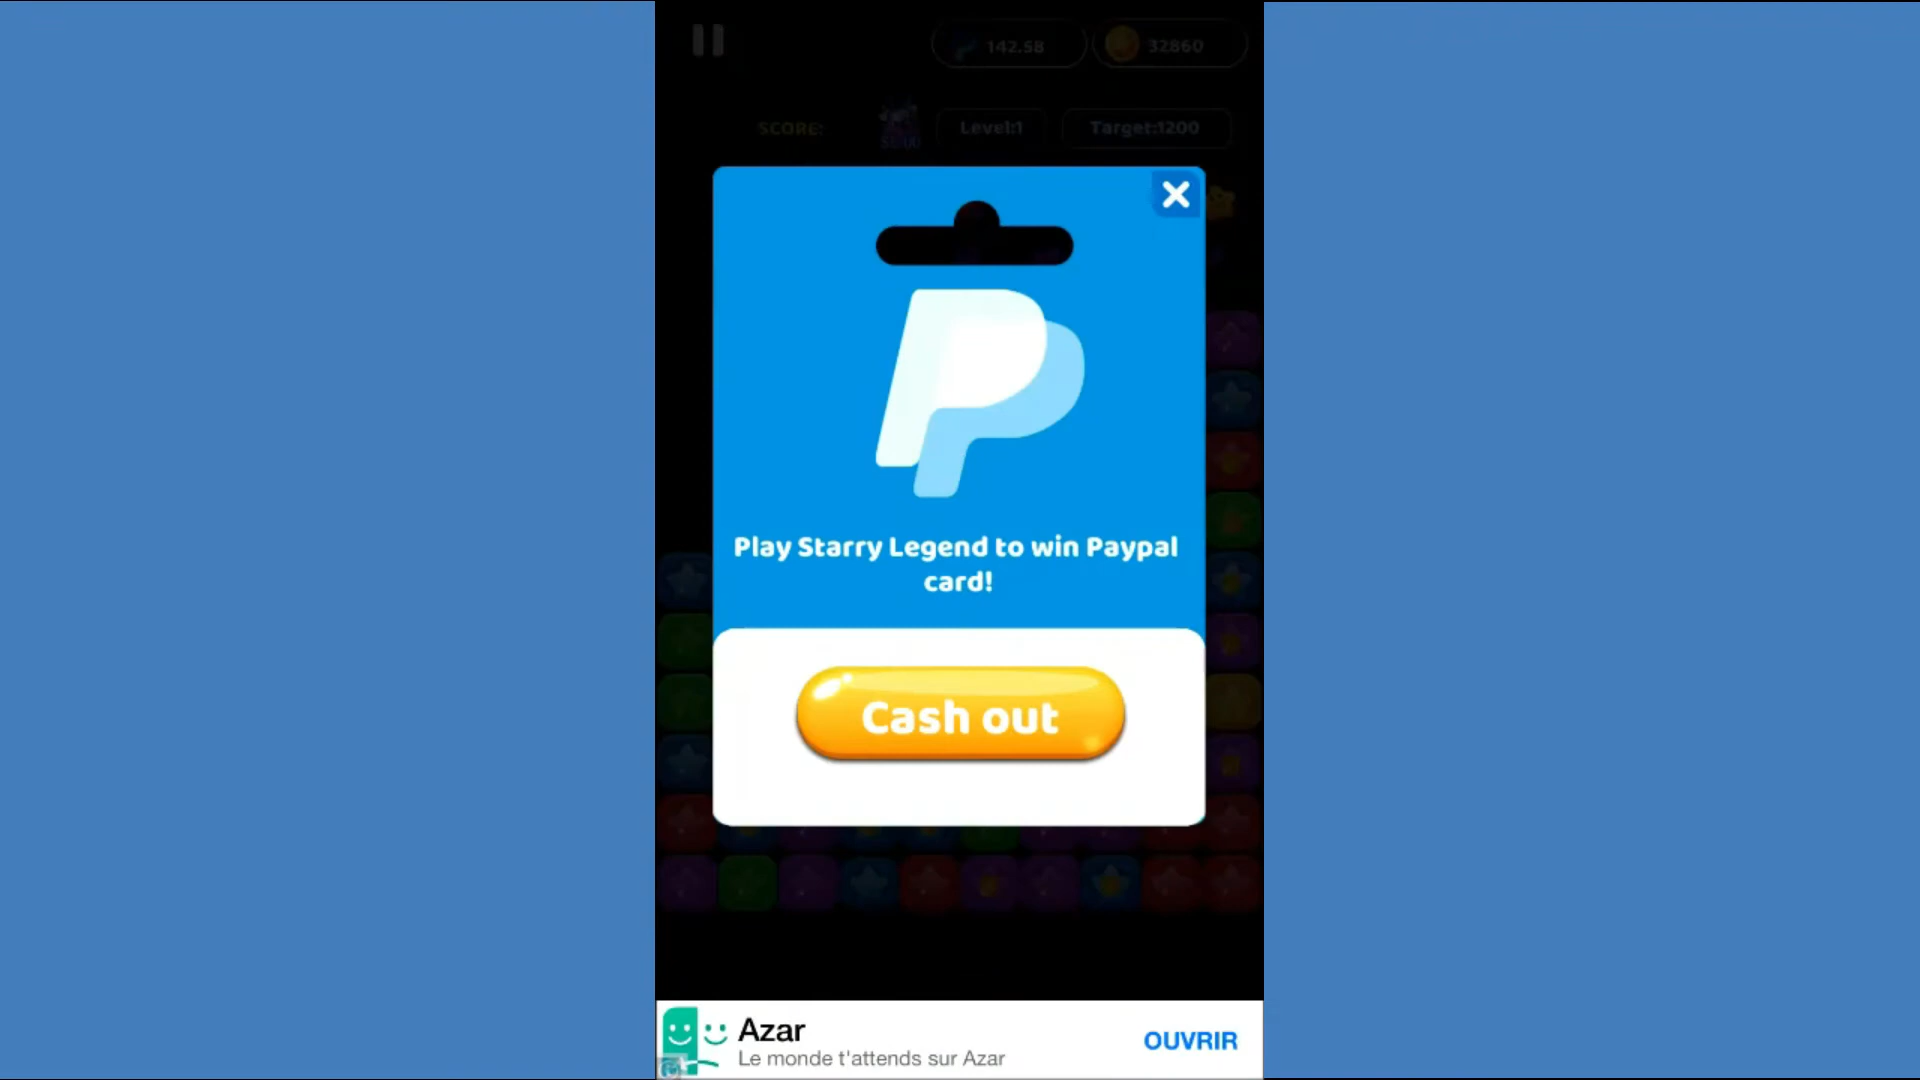 142.58
32860
SCORE:
Level:1
Target:1200
Play Starry Legend to win Paypal
card!
Cash out
Azar
Le monde t'attends sur Azar
OUVRIR